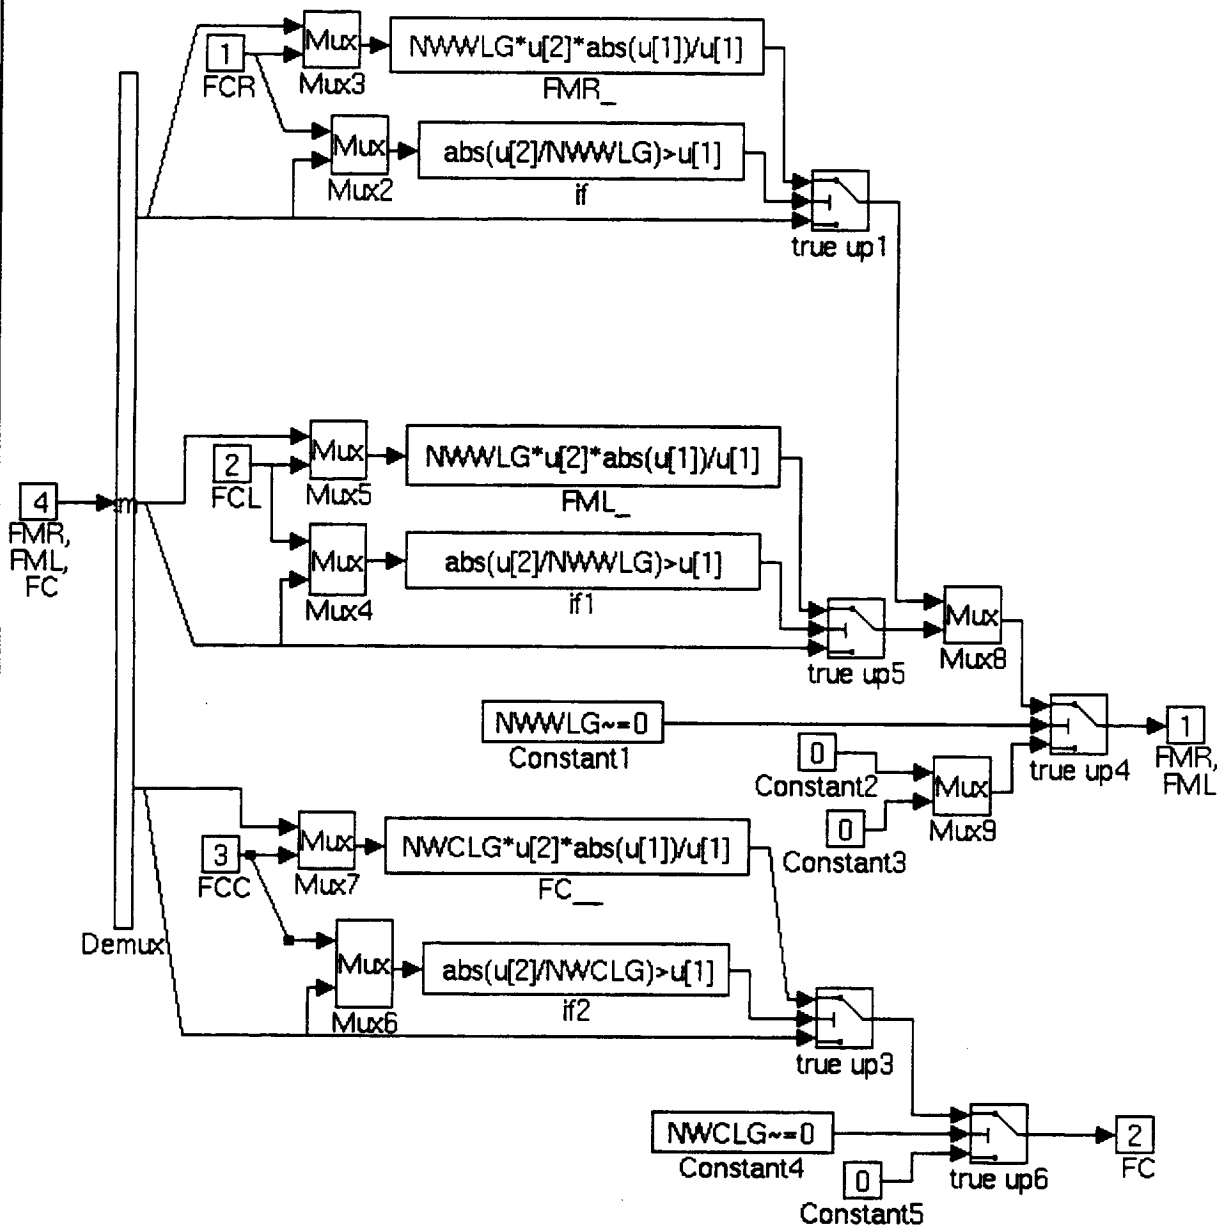 Mux
NWWLG*u[2]*abs(u[1])/u[1]
1
FCR
Mux3
FMR_
Mux
abs(u[2]/NWWLG)>u[1]
Mux2
if
true up1
Mux
NWWLG*u[2]*abs(u[1])/u[1]
2
FCL
Mux5
FML_
4
m
FMR,
FML,
FC
Mux
abs(u[2]/NWWLG)>u[1]
Mux4
if1
Mux
true up5
Mux8
NWWLG~=0
Constant1
1
FMR,
FML
true up4
0
Constant2
Mux
Mux9
0
Constant3
Mux
NWCLG*u[2]*abs(u[1])/u[1]
3
FCC
Mux7
FC__
Demux
Mux
abs(u[2]/NWCLG)>u[1]
Mux6
if2
true up3
NWCLG~=0
Constant4
2
FC
true up6
0
Constant5